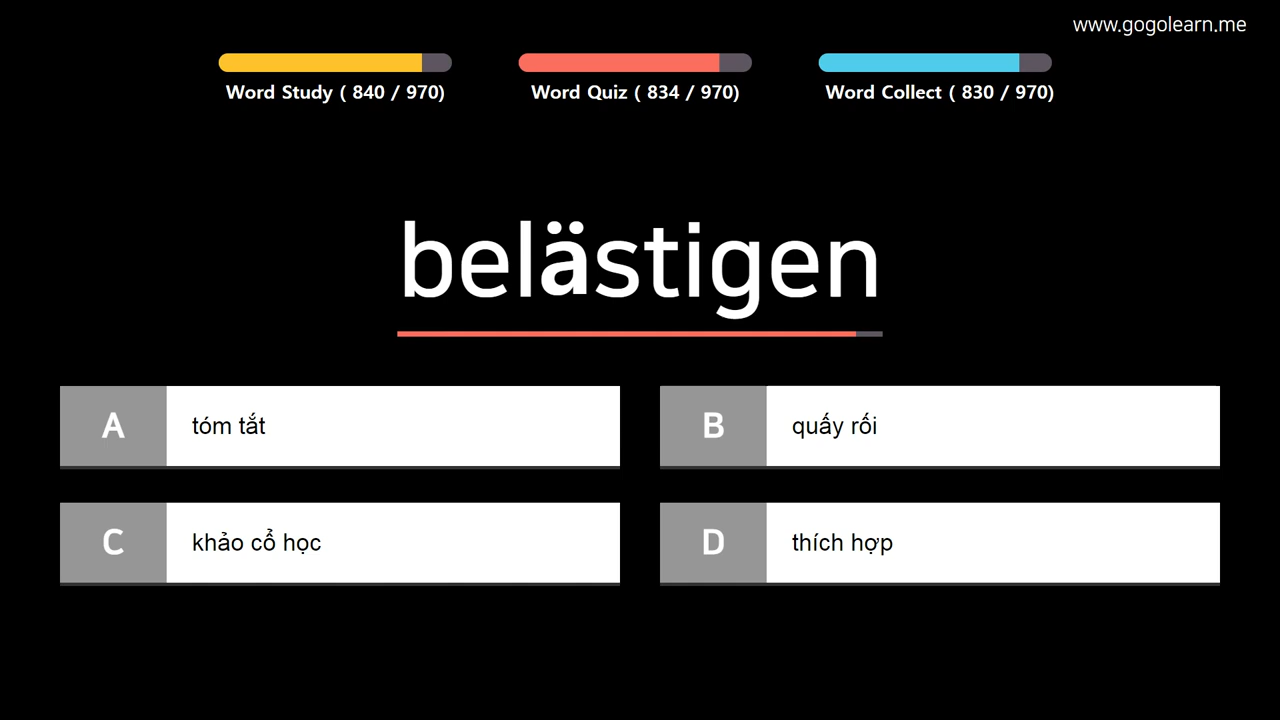 www.gogolearn.me
Word Study ( 840 / 970)
Word Quiz ( 834 / 970)
Word Collect ( 830 / 970)
belästigen
A
tóm tắt
B
quấy rối
C
khảo cổ học
D
thích hợp